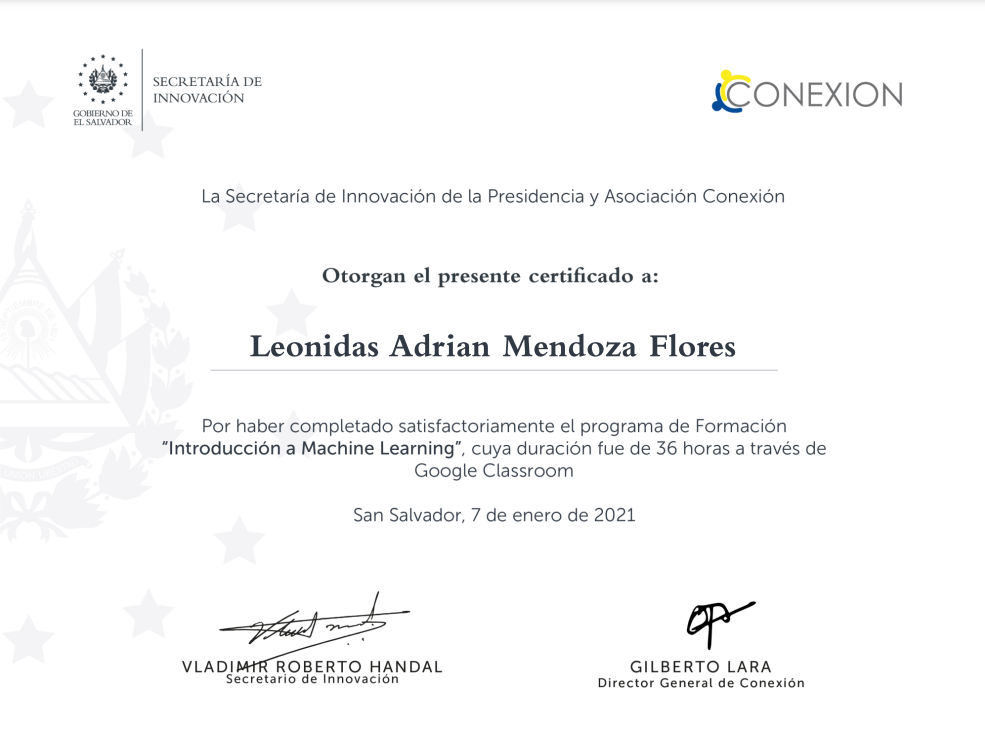 GOBIERNO DE
EL SALVADOR
SECRETARÍA DE
INNOVACIÓN
CONEXION
La Secretaría de Innovación de la Presidencia y Asociación Conexión
Otorgan el presente certificado a:
Leonidas Adrian Mendoza Flores
Por haber completado satisfactoriamente el programa de Formación
“Introducción a Machine Learning”, cuya duración fue de 36 horas a través de
Google Classroom
San Salvador, 7 de enero de 2021
VLADIMIR ROBERTO HANDAL
Secretario de Innovación
GILBERTO LARA
Director General de Conexión